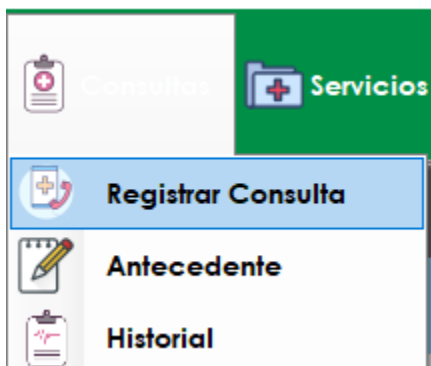 Consultas
Servicios
Registrar Consulta
Antecedente
Historial